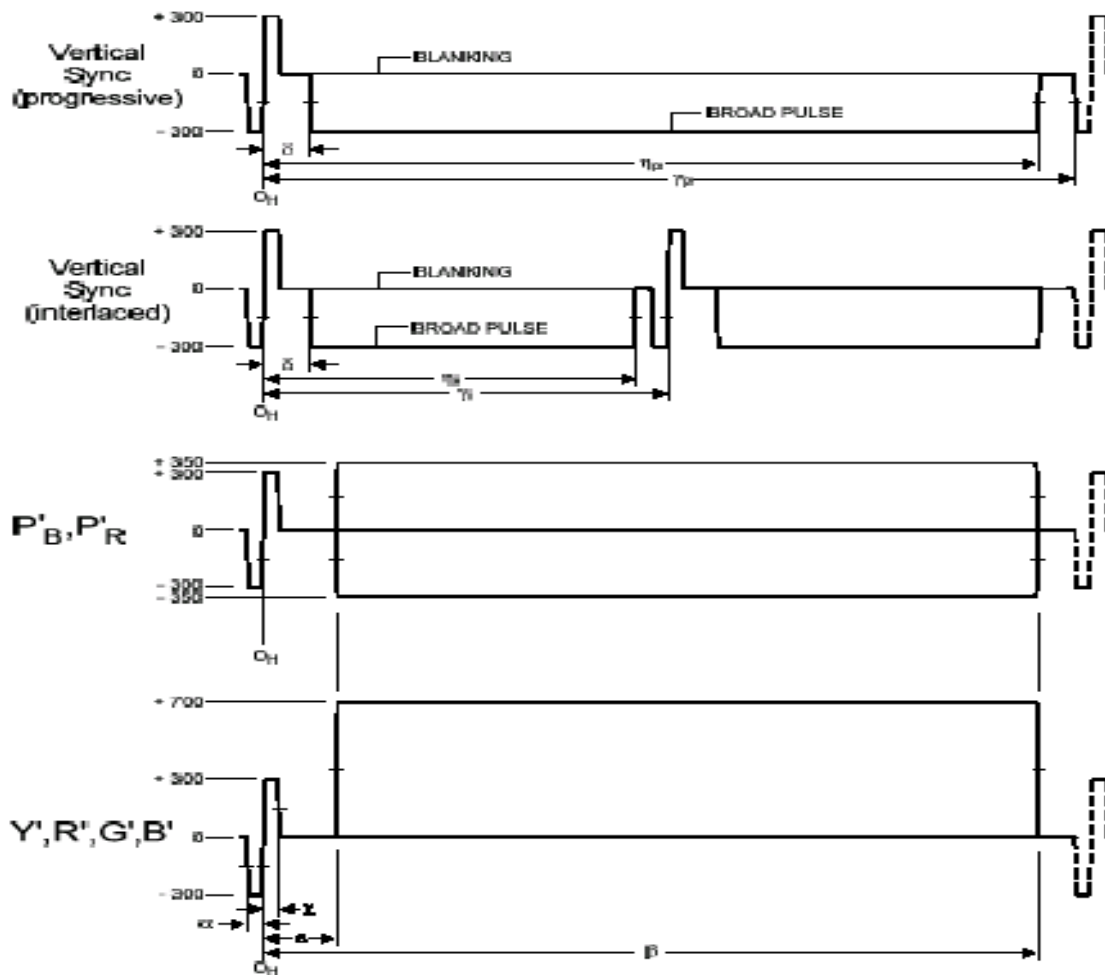 + 300
Vertical
Sync
(progressive)
0
BLANKING
BROAD PULSE
- 300
O_H
+ 300
Vertical
Sync
(interlaced)
0
BLANKING
BROAD PULSE
- 300
O_H
+ 350
+ 300
P'_B,P'_R
0
- 300
- 350
O_H
+ 700
+ 300
Y',R',G',B'
0
- 300
α
O_H